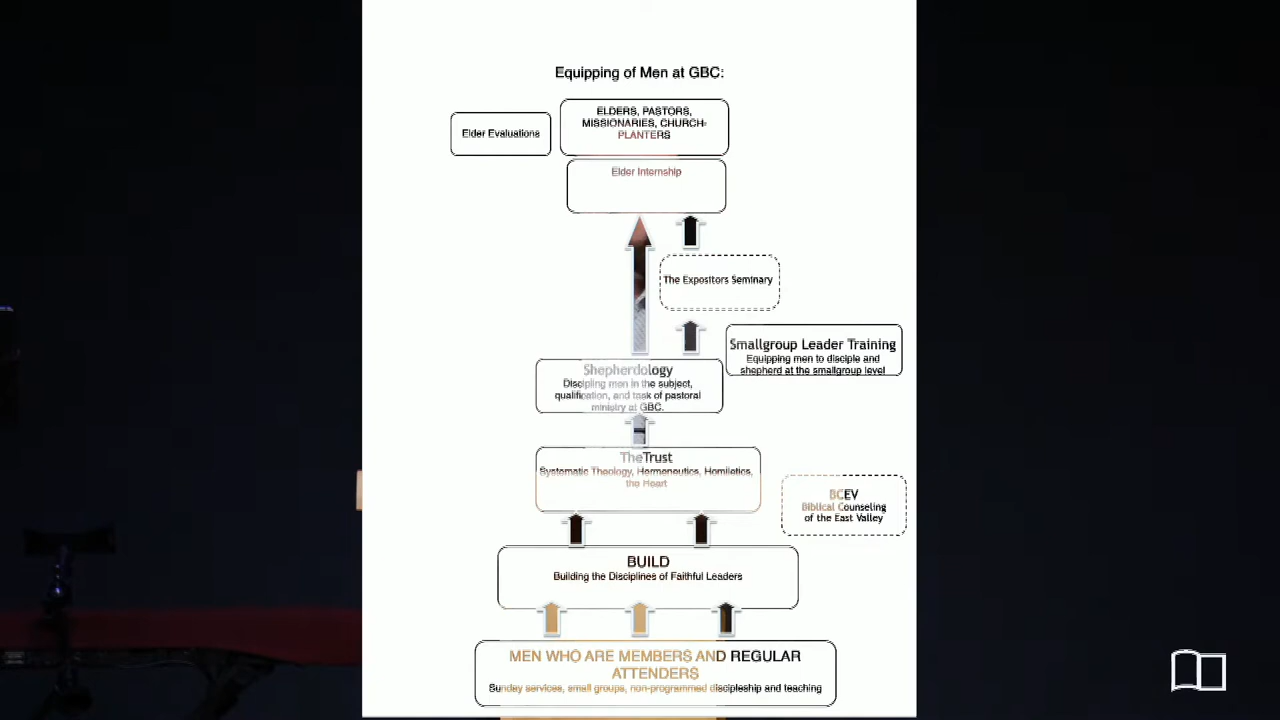 Equipping of Men at GBC:
Elder Evaluations
ELDERS, PASTORS,
MISSIONARIES, CHURCH-
PLANTERS
Elder Internship
The Expositors Seminary
Smallgroup Leader Training
Equipping men to disciple and
shepherd at the smallgroup level
Shepherdology
Discipling men in the subject,
qualification, and task of pastoral
ministry at GBC.
TheTrust
Systematic Theology, Hermeneutics, Homiletics,
the Heart
BCEV
Biblical Counseling
of the East Valley
BUILD
Building the Disciplines of Faithful Leaders
MEN WHO ARE MEMBERS AND REGULAR
ATTENDERS
Sunday services, small groups, non-programmed discipleship and teaching